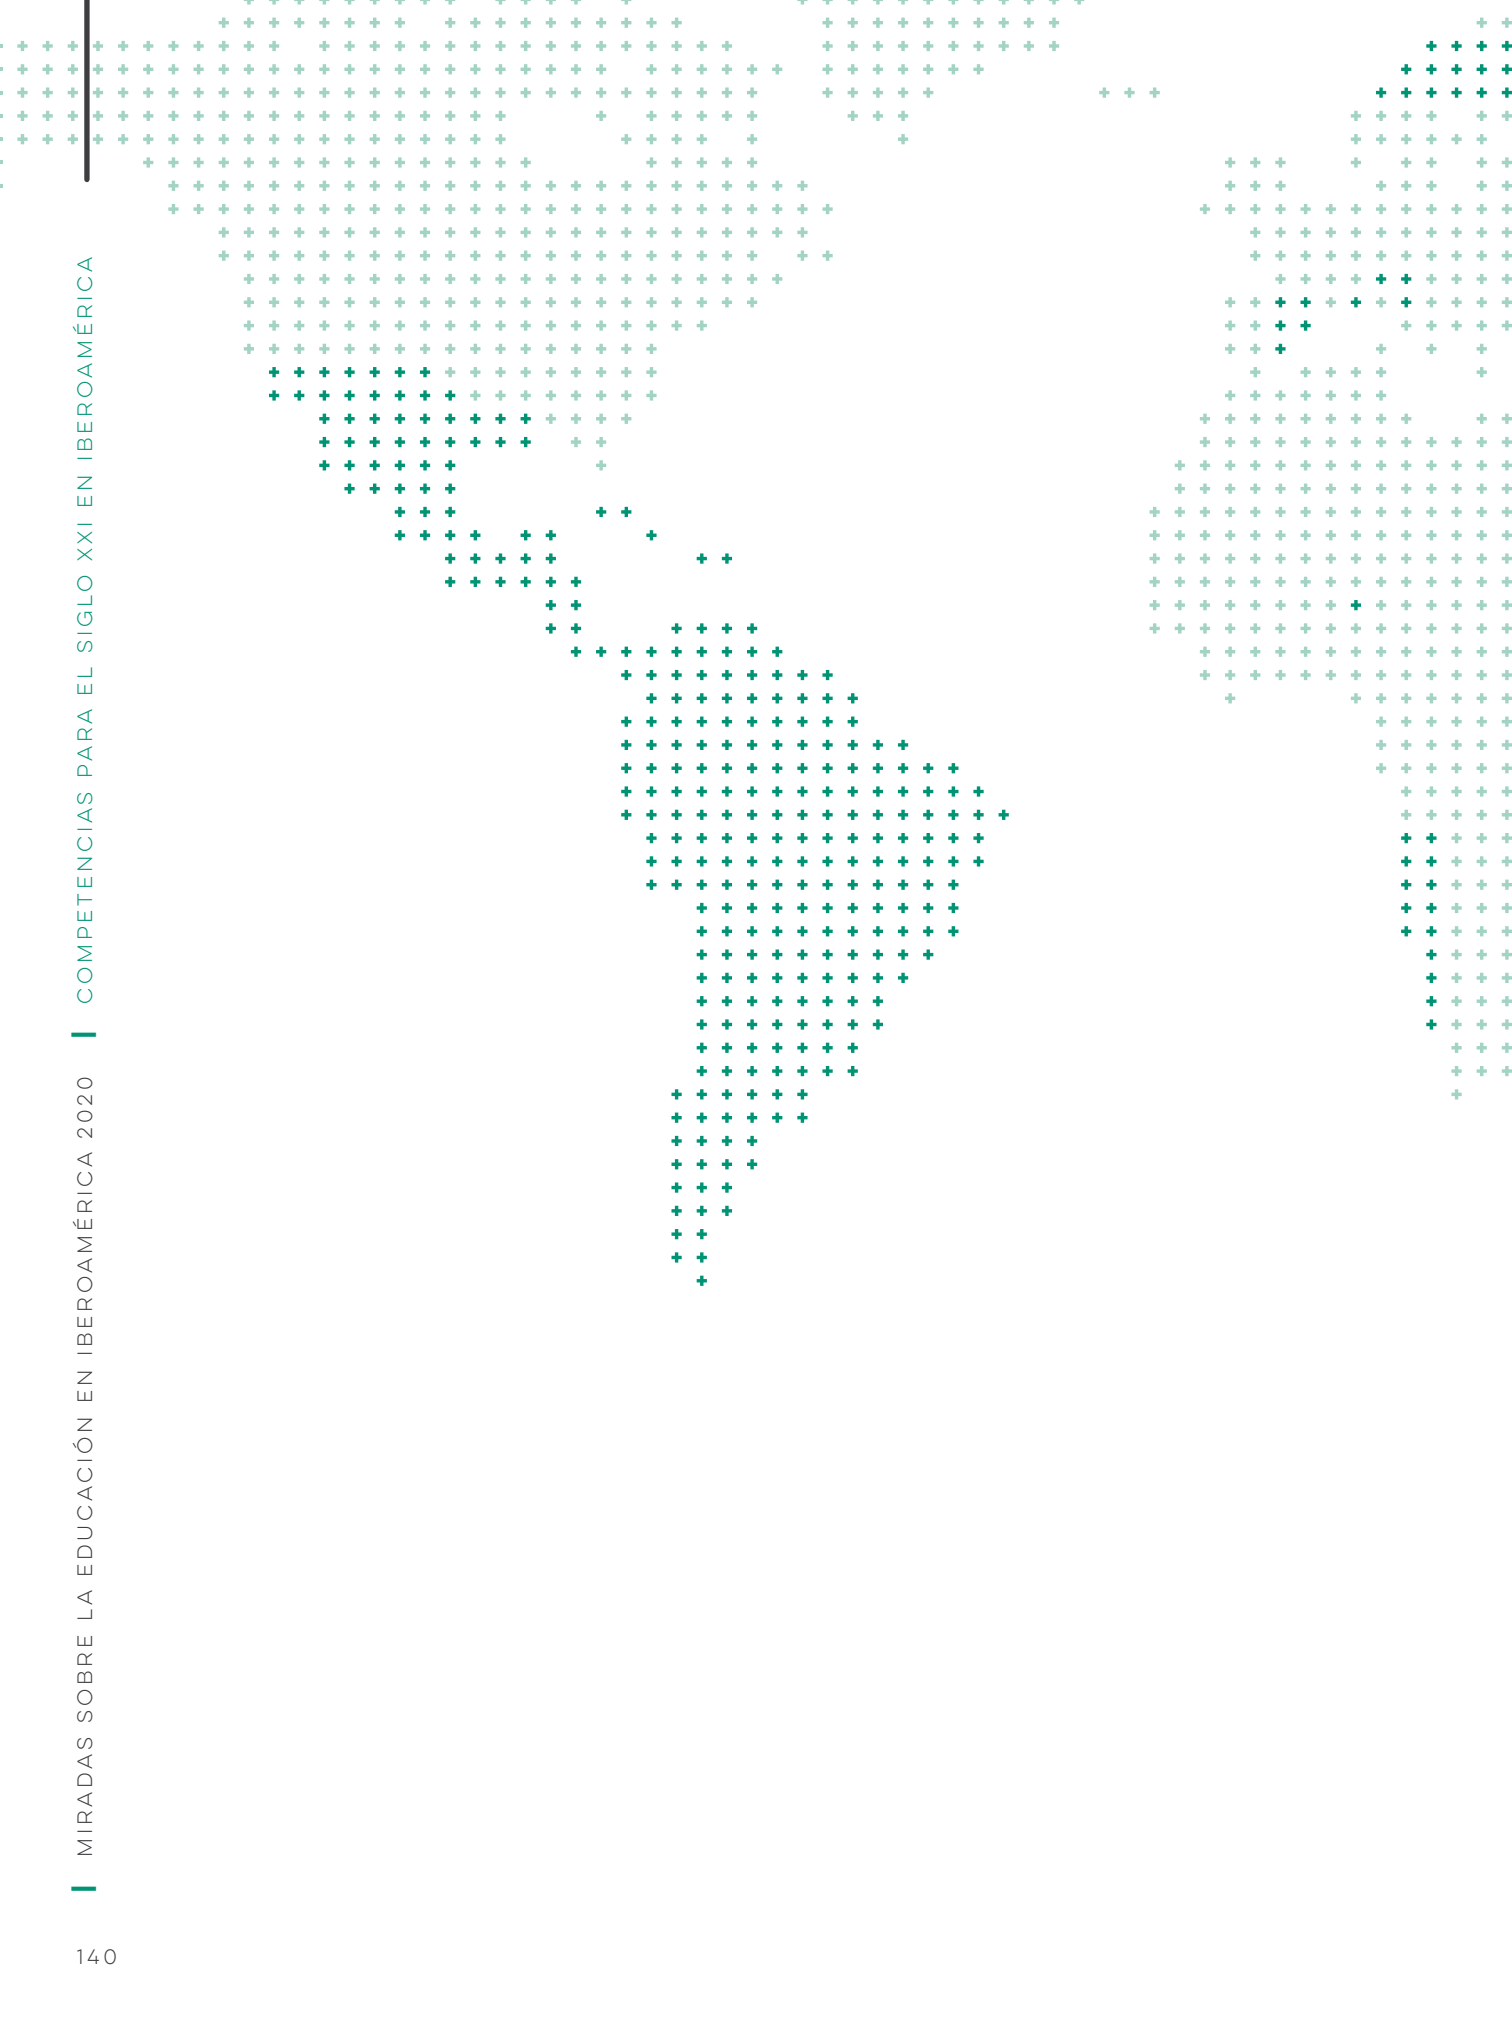 MIRADAS SOBRE LA EDUCACIÓN EN IBEROAMÉRICA 2020 | COMPETENCIAS PARA EL SIGLO XXI EN IBEROAMÉRICA
140